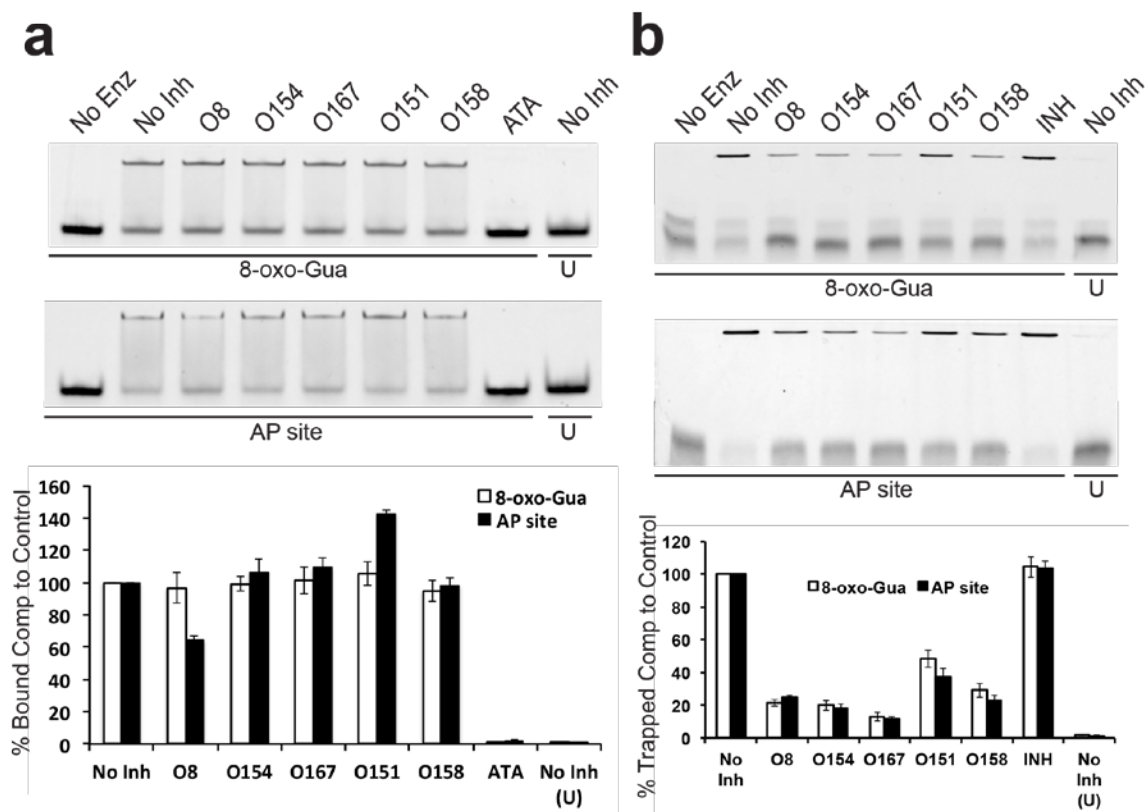 a
No Enz No Inh O8 O154 O167 O151 O158 ATA No Inh
8-oxo-Gua U
AP site U
% Bound Comp to Control
160
140
120
100
80
60
40
20
0
8-oxo-Gua
AP site
No Inh O8 O154 O167 O151 O158 ATA No Inh
(U)
b
No Enz No Inh O8 O154 O167 O151 O158 INH No Inh
8-oxo-Gua U
AP site U
% Trapped Comp to Control
120
100
80
60
40
20
0
8-oxo-Gua AP site
No Inh O8 O154 O167 O151 O158 INH No Inh (U)